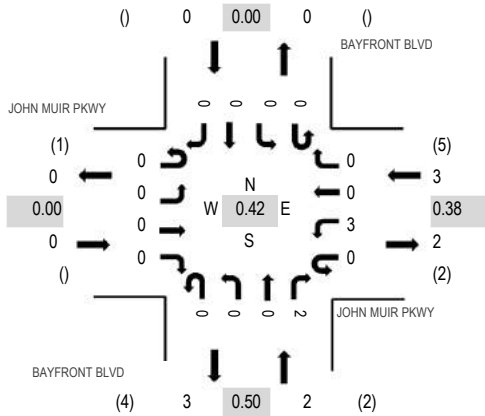 () 0 0.00 0 ()
BAYFRONT BLVD
JOHN MUIR PKWY
0 0 0 0
(1) 0 0 (5)
0 0 N 0 3
0.00 W 0.42 E 0.38
0 0 S 3 2
() 0 0 (2)
0 0 0 2
JOHN MUIR PKWY
BAYFRONT BLVD
(4) 3 0.50 2 (2)